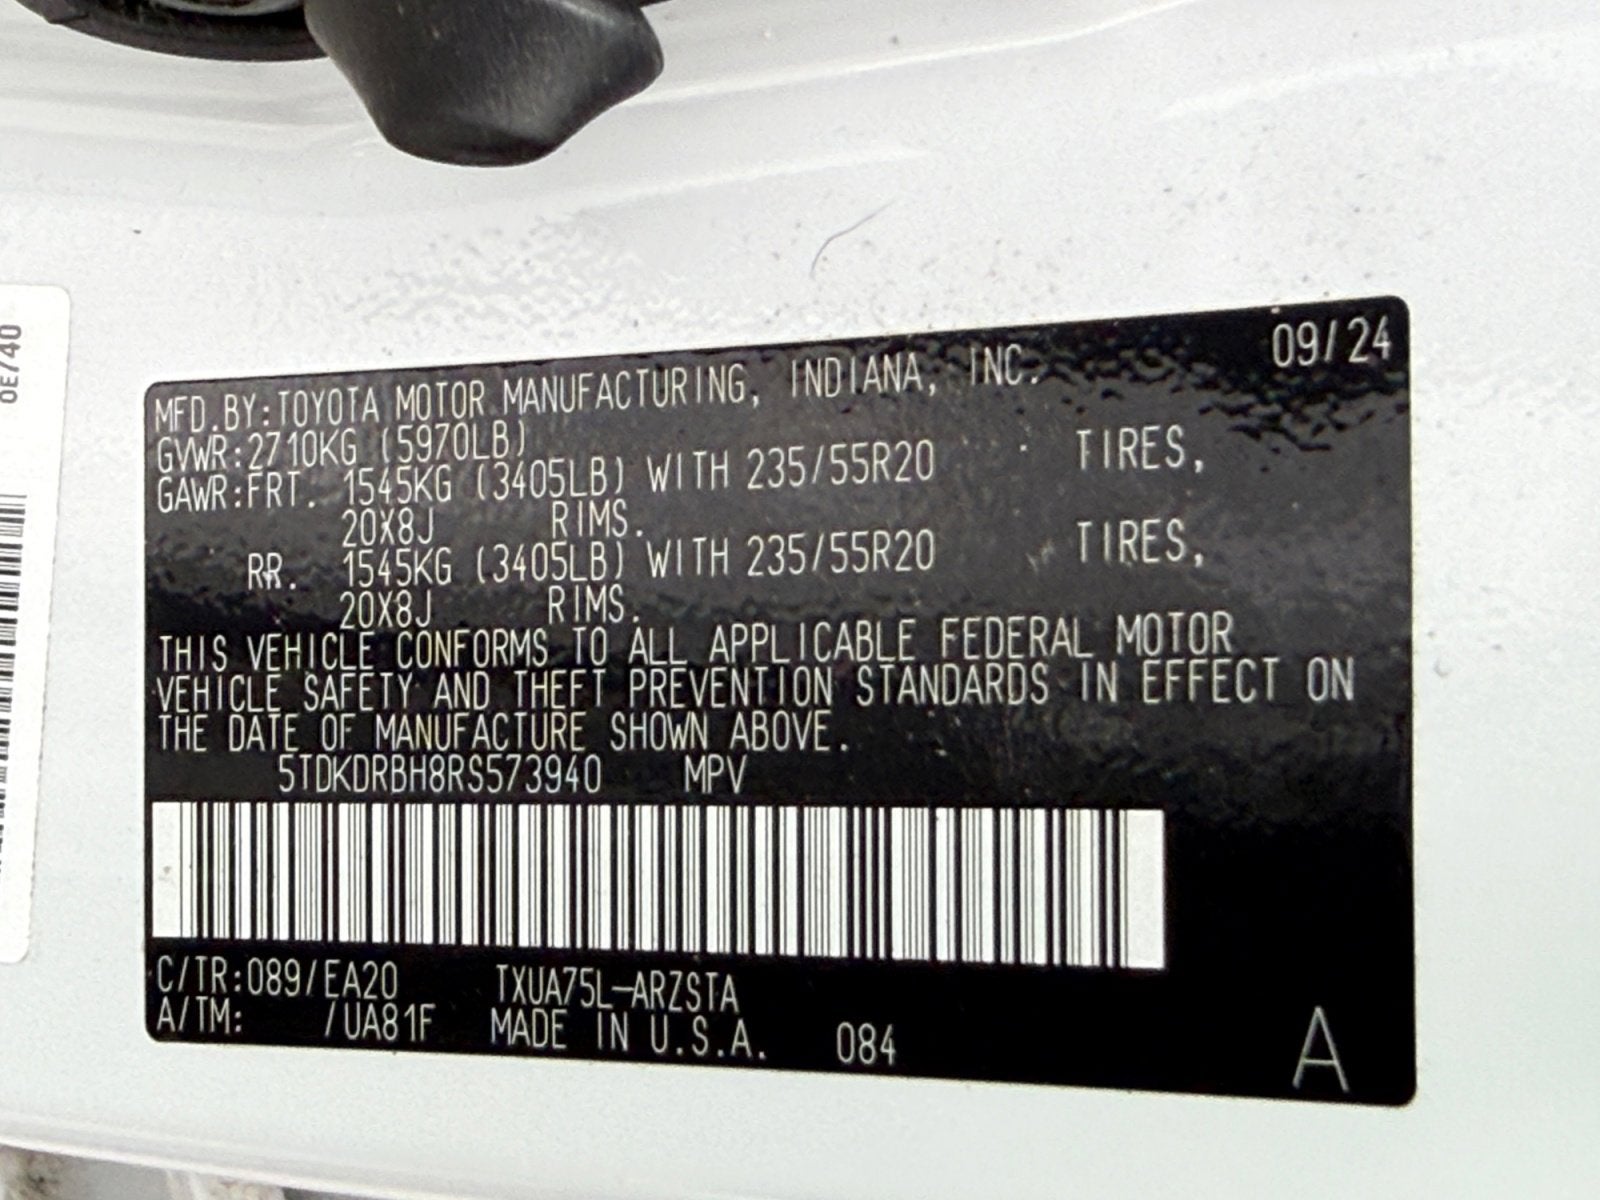 09/24
MFD.BY:TOYOTA MOTOR MANUFACTURING, INDIANA, INC.
GVWR:2710KG (5970LB)
GAWR:FRT. 1545KG (3405LB) WITH 235/55R20 TIRES,
20X8J RIMS.
RR. 1545KG (3405LB) WITH 235/55R20 TIRES,
20X8J RIMS.
THIS VEHICLE CONFORMS TO ALL APPLICABLE FEDERAL MOTOR
VEHICLE SAFETY AND THEFT PREVENTION STANDARDS IN EFFECT ON
THE DATE OF MANUFACTURE SHOWN ABOVE.
5TDKDRBH8RS573940 MPV
C/TR:089/EA20 TXUA75L-ARZSTA
A/TM: /UA81F MADE IN U.S.A. 084
A
0E740